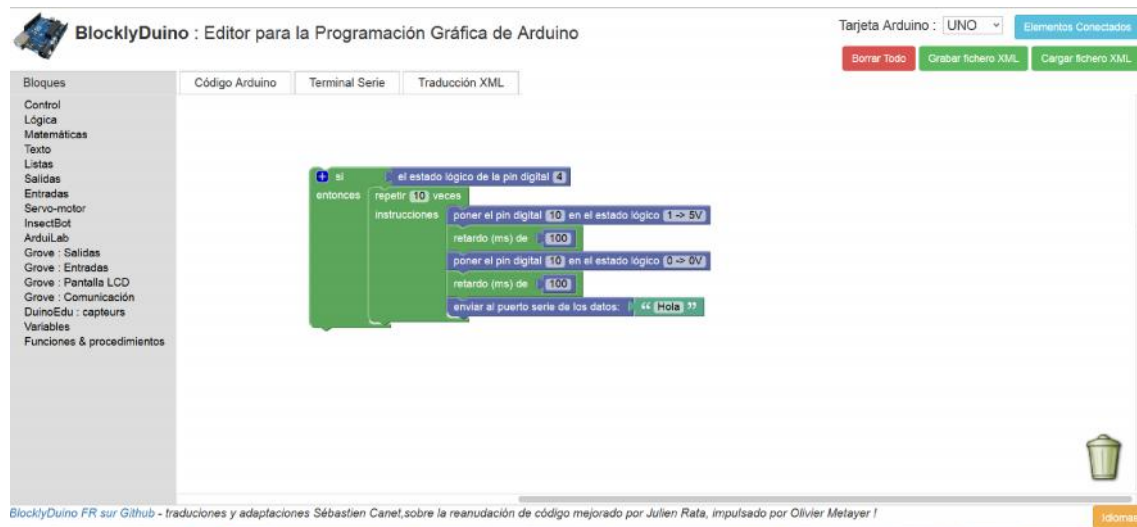 BlocklyDuino : Editor para la Programación Gráfica de Arduino
Tarjeta Arduino : UNO
Elementos Conectados
Borrar Todo
Grabar fichero XML
Cargar fichero XML
Bloques
Código Arduino
Terminal Serie
Traducción XML
Control
Lógica
Matemáticas
Texto
Listas
Salidas
Entradas
Servo-motor
InsectBot
ArduiLab
Grove : Salidas
Grove : Entradas
Grove : Pantalla LCD
Grove : Comunicación
DuinoEdu : capteurs
Variables
Funciones & procedimientos
si el estado lógico de la pin digital 4
entonces repetir 10 veces
instrucciones poner el pin digital 10 en el estado lógico 1 -> 5V
retardo (ms) de 100
poner el pin digital 10 en el estado lógico 0 -> 0V
retardo (ms) de 100
enviar al puerto serie de los datos: “ Hola ”
BlocklyDuino FR sur Github - traduciones y adaptaciones Sébastien Canet,sobre la reanudación de código mejorado por Julien Rata, impulsado por Olivier Metayer !